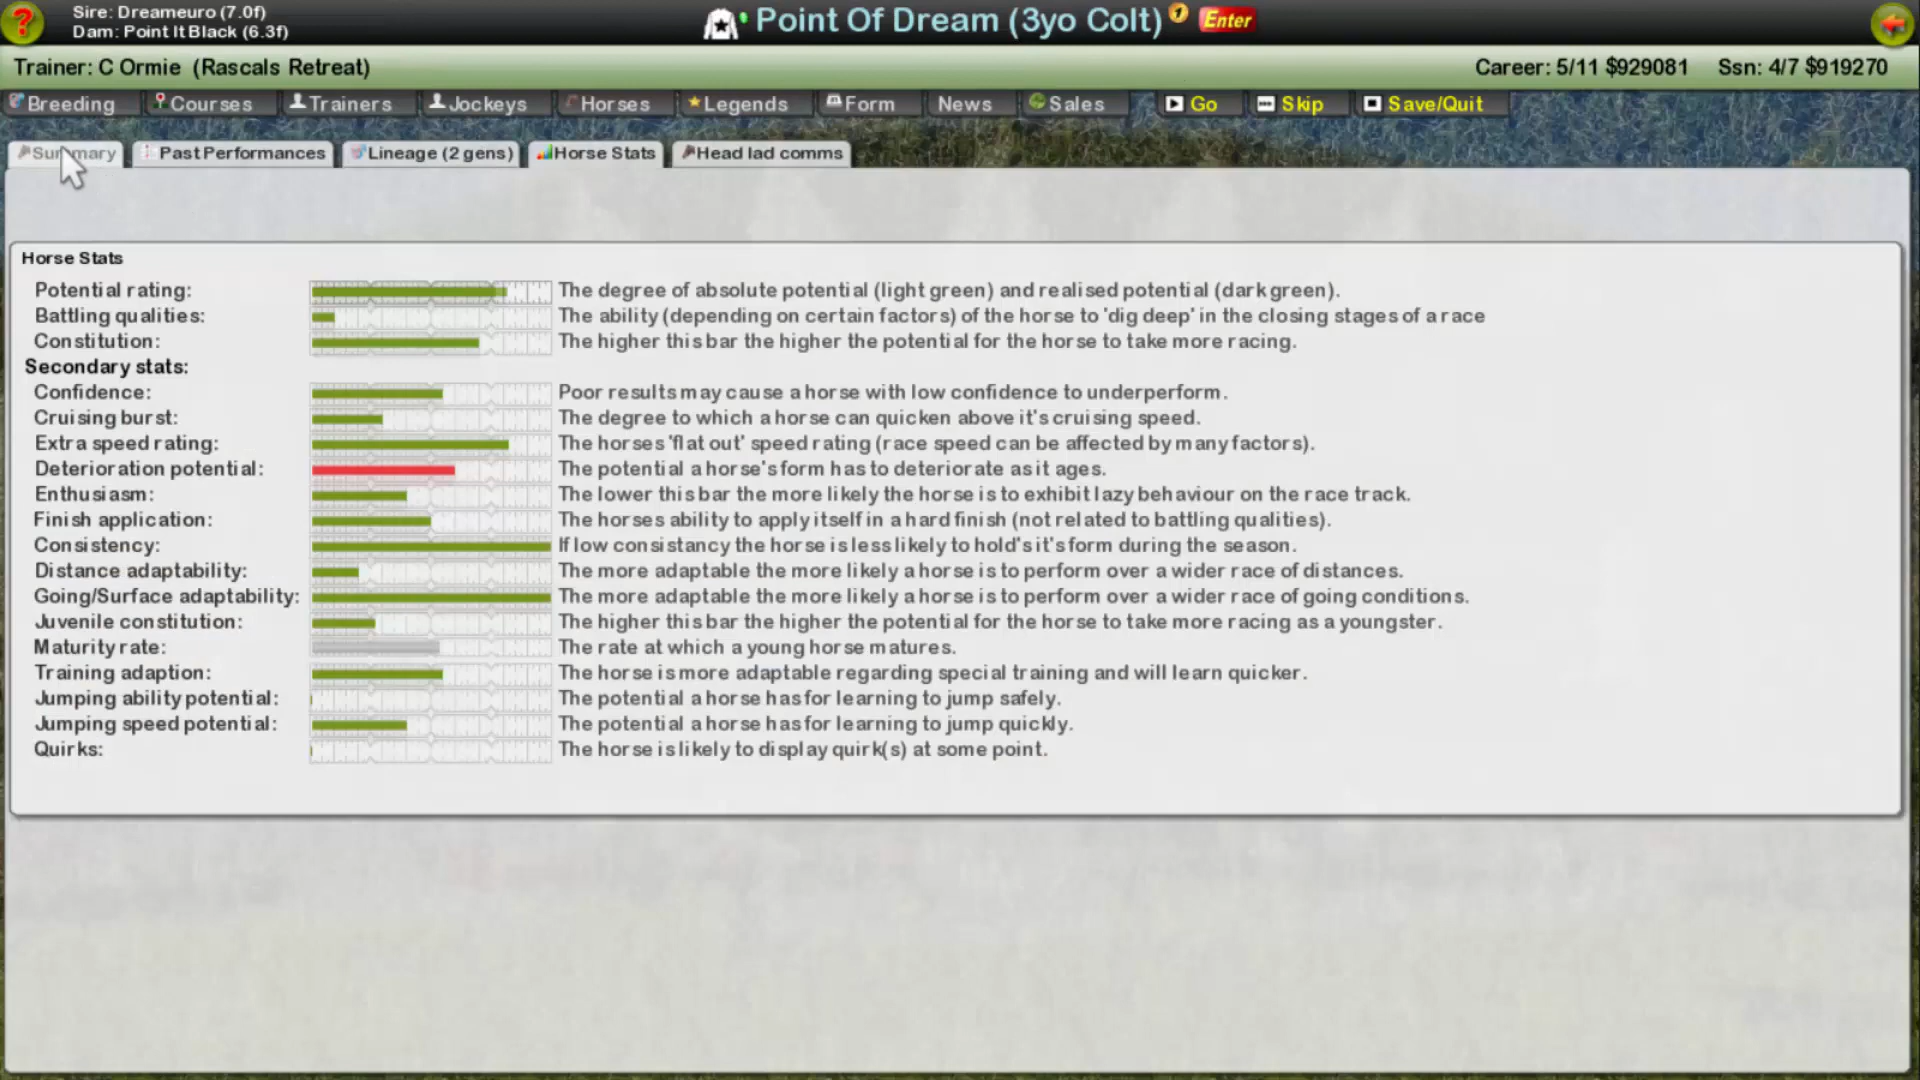 ?
Sire: Dreameuro (7.0f)
Dam: Point It Black (6.3f)
Point Of Dream (3yo Colt) 1 Enter
Trainer: C Ormie (Rascals Retreat)
Career: 5/11 $929081 Ssn: 4/7 $919270
Breeding Courses Trainers Jockeys Horses Legends Form News Sales Go Skip Save/Quit
Summary Past Performances Lineage (2 gens) Horse Stats Head lad comms
Horse Stats
Potential rating: The degree of absolute potential (light green) and realised potential (dark green).
Battling qualities: The ability (depending on certain factors) of the horse to 'dig deep' in the closing stages of a race
Constitution: The higher this bar the higher the potential for the horse to take more racing.
Secondary stats:
Confidence: Poor results may cause a horse with low confidence to underperform.
Cruising burst: The degree to which a horse can quicken above it's cruising speed.
Extra speed rating: The horses 'flat out' speed rating (race speed can be affected by many factors).
Deterioration potential: The potential a horse's form has to deteriorate as it ages.
Enthusiasm: The lower this bar the more likely the horse is to exhibit lazy behaviour on the race track.
Finish application: The horses ability to apply itself in a hard finish (not related to battling qualities).
Consistency: If low consistancy the horse is less likely to hold's it's form during the season.
Distance adaptability: The more adaptable the more likely a horse is to perform over a wider race of distances.
Going/Surface adaptability: The more adaptable the more likely a horse is to perform over a wider race of going conditions.
Juvenile constitution: The higher this bar the higher the potential for the horse to take more racing as a youngster.
Maturity rate: The rate at which a young horse matures.
Training adaption: The horse is more adaptable regarding special training and will learn quicker.
Jumping ability potential: The potential a horse has for learning to jump safely.
Jumping speed potential: The potential a horse has for learning to jump quickly.
Quirks: The horse is likely to display quirk(s) at some point.